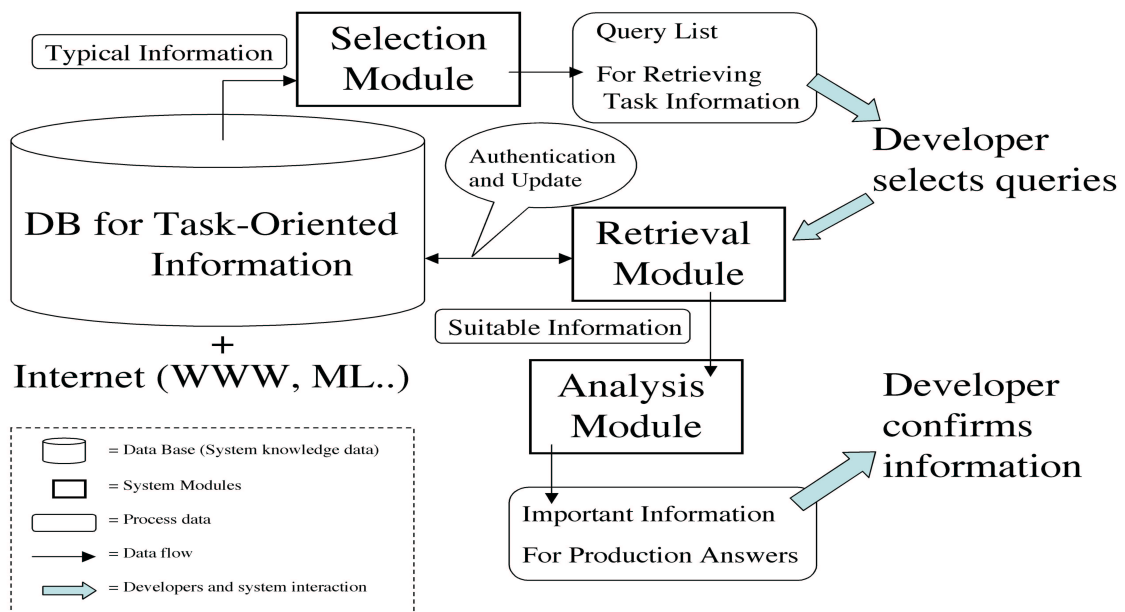 Typical Information
Selection
Module
Query List
For Retrieving
Task Information
Developer
selects queries
Authentication
and Update
DB for Task-Oriented
Information
Retrieval
Module
Suitable Information
+
Internet (WWW, ML..)
Analysis
Module
Developer
confirms
information
Important Information
For Production Answers
= Data Base (System knowledge data)
= System Modules
= Process data
= Data flow
= Developers and system interaction